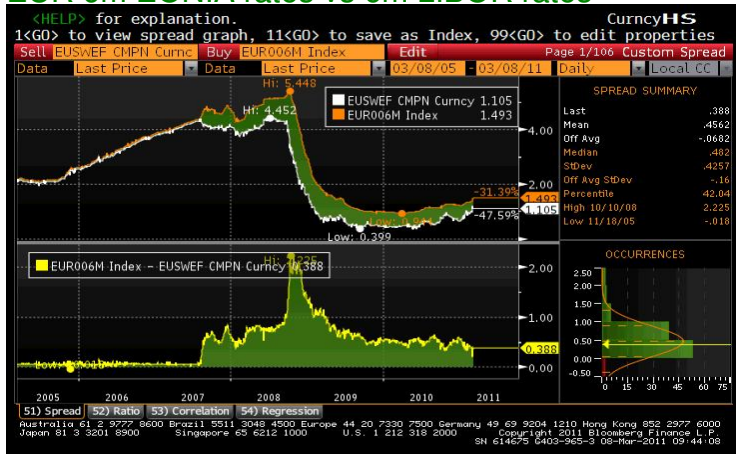 EUR 6m EONIA rates vs 6m LIBOR rates
<HELP> for explanation. CurncyHS
1<GO> to view spread graph, 11<GO> to save as Index, 99<GO> to edit properties
Sell EUSWEF CMPN Curnc Buy EUR006M Index Edit Page 1/106 Custom Spread
Data Last Price Data Last Price 03/08/05 - 03/08/11 Daily Local CC
SPREAD SUMMARY
Last .388
Mean .4562
Off Avg -.0682
Median .482
StDev .4257
Off Avg StDev -.16
Percentile 42.04
High 10/10/08 2.225
Low 11/18/05 -.018
Hi: 5.448
Hi: 4.452
EUSWEF CMPN Curncy 1.105
EUR006M Index 1.493
4.00
2.00
-31.39%
1.493
1.105
-47.59%
Low: 0.399
OCCURRENCES
2.50
2.00
1.50
1.00
0.50
0.00
-0.50
0 15 30 45 60 75
EUR006M Index - EUSWEF CMPN Curncy 0.388
2.00
1.00
0.388
0.00
2005 2006 2007 2008 2009 2010 2011
51) Spread 52) Ratio 53) Correlation 54) Regression
Australia 61 2 9777 8600 Brazil 5511 3048 4500 Europe 44 20 7330 7500 Germany 49 69 9204 1210 Hong Kong 852 2977 6000
Japan 81 3 3201 8900 Singapore 65 6212 1000 U.S. 1 212 318 2000 Copyright 2011 Bloomberg Finance L.P.
SN 614675 G403-965-3 08-Mar-2011 09:44:08